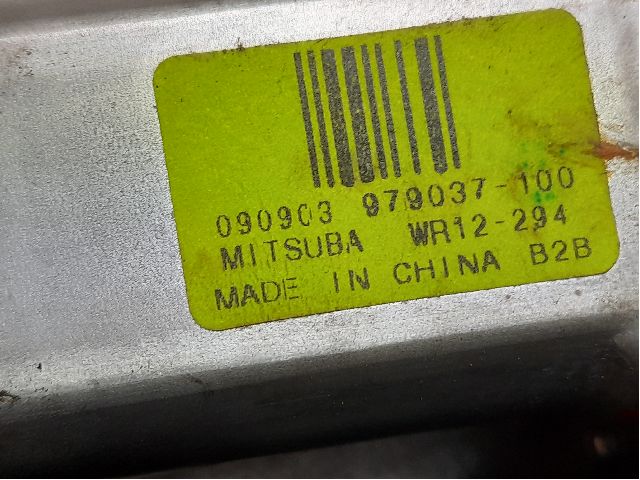 090903 979037-100
MITSUBA WR12-294
MADE IN CHINA B2B